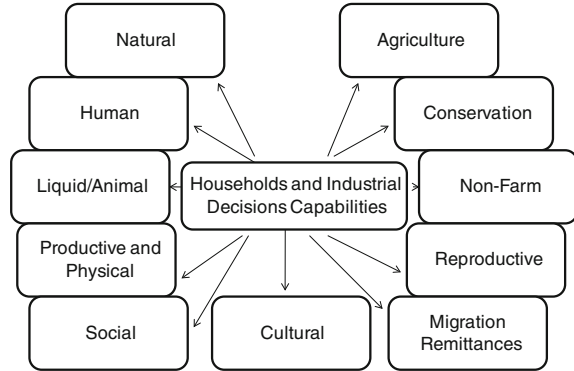 Natural
Agriculture
Human
Conservation
Liquid/Animal
Households and Industrial
Decisions Capabilities
Non-Farm
Productive and
Physical
Reproductive
Social
Cultural
Migration
Remittances